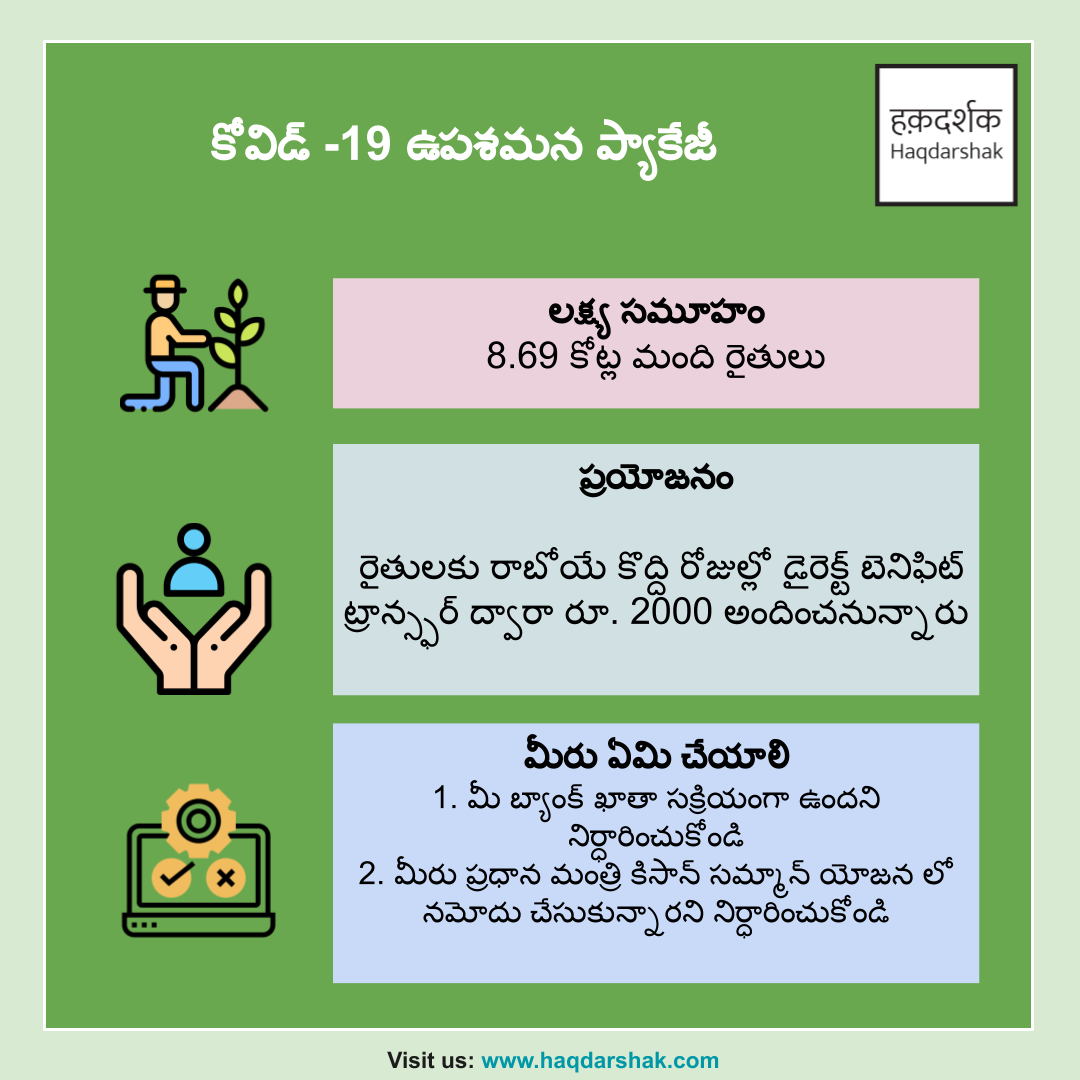 కోవిడ్ -19 ఉపశమన ప్యాకేజీ
हक़दर्शक
Haqdarshak
లక్ష్య సమూహం
8.69 కోట్ల మంది రైతులు
ప్రయోజనం
రైతులకు రాబోయే కొద్ది రోజుల్లో డైరెక్ట్ బెనిఫిట్
ట్రాన్స్ఫర్ ద్వారా రూ. 2000 అందించనున్నారు
మీరు ఏమి చేయాలి
1. మీ బ్యాంక్ ఖాతా సక్రియంగా ఉందని
నిర్ధారించుకోండి
2. మీరు ప్రధాన మంత్రి కిసాన్ సమ్మాన్ యోజన లో
నమోదు చేసుకున్నారని నిర్ధారించుకోండి
Visit us: www.haqdarshak.com